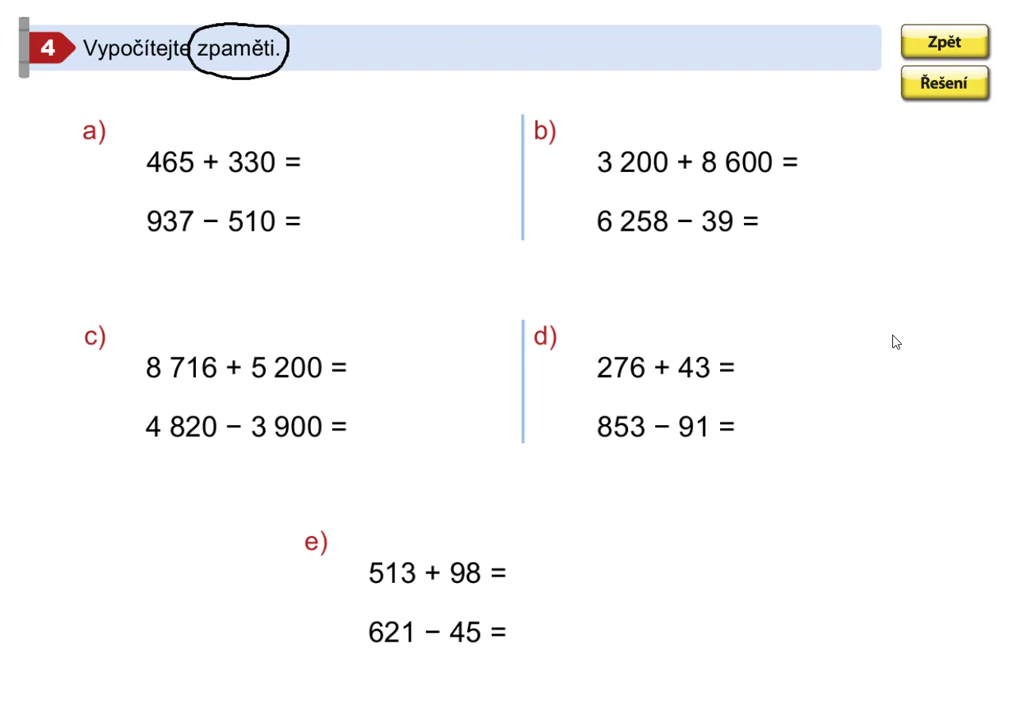 4 Vypočítejte zpaměti.
Zpět
Řešení
a)
465 + 330 =
937 − 510 =
b)
3 200 + 8 600 =
6 258 − 39 =
c)
8 716 + 5 200 =
4 820 − 3 900 =
d)
276 + 43 =
853 − 91 =
e)
513 + 98 =
621 − 45 =